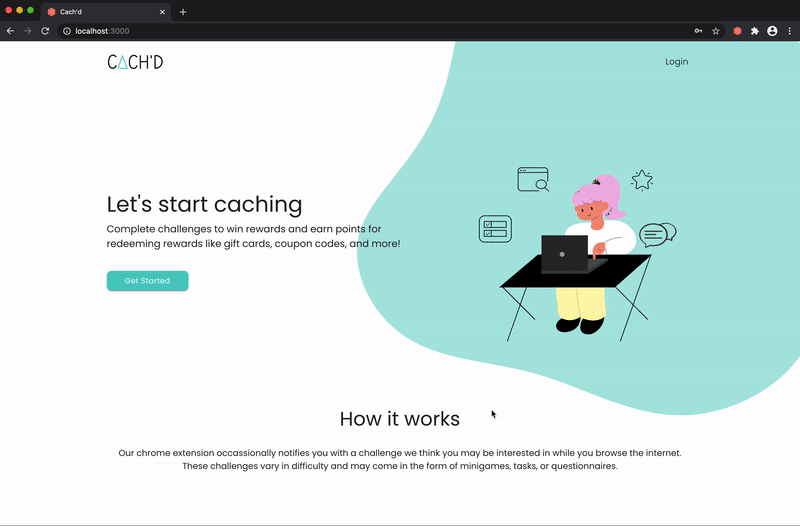 Cach'd
localhost:3000
CACH'D
Login
Let's start caching
Complete challenges to win rewards and earn points for
redeeming rewards like gift cards, coupon codes, and more!
Get Started
How it works
Our chrome extension occassionally notifies you with a challenge we think you may be interested in while you browse the internet.
These challenges vary in difficulty and may come in the form of minigames, tasks, or questionnaires.